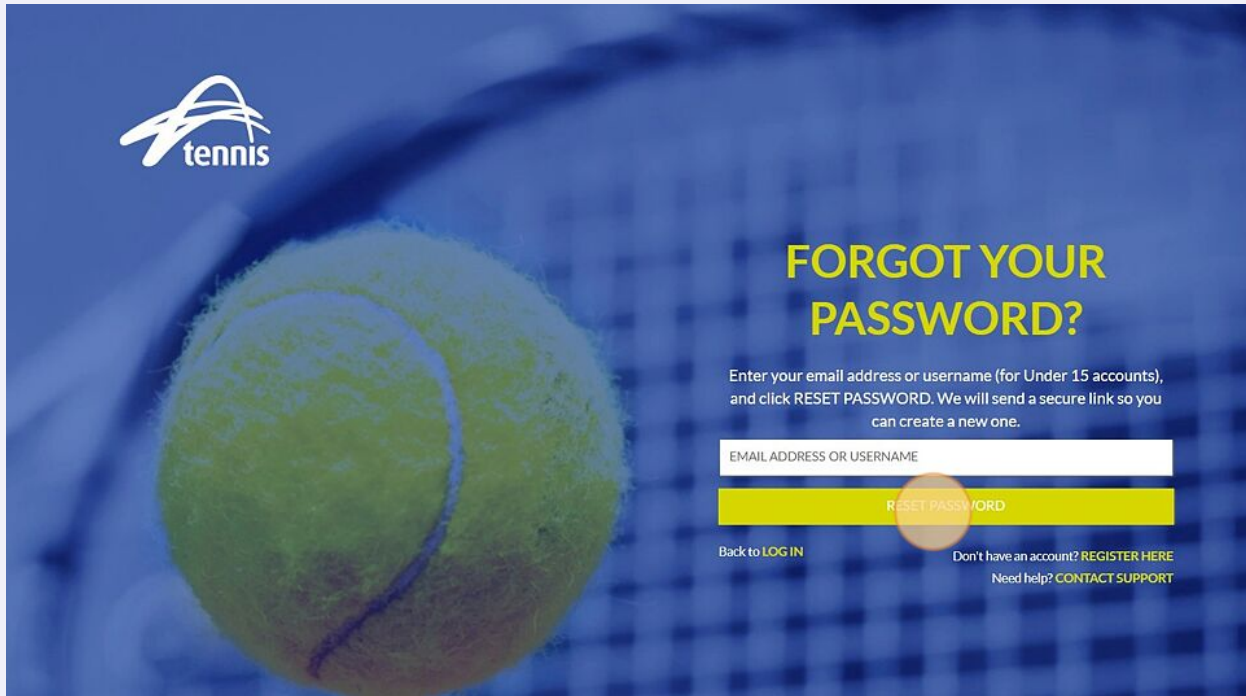 tennis
FORGOT YOUR
PASSWORD?
Enter your email address or username (for Under 15 accounts),
and click RESET PASSWORD. We will send a secure link so you
can create a new one.
EMAIL ADDRESS OR USERNAME
RESET PASSWORD
Back to LOG IN
Don't have an account? REGISTER HERE
Need help? CONTACT SUPPORT